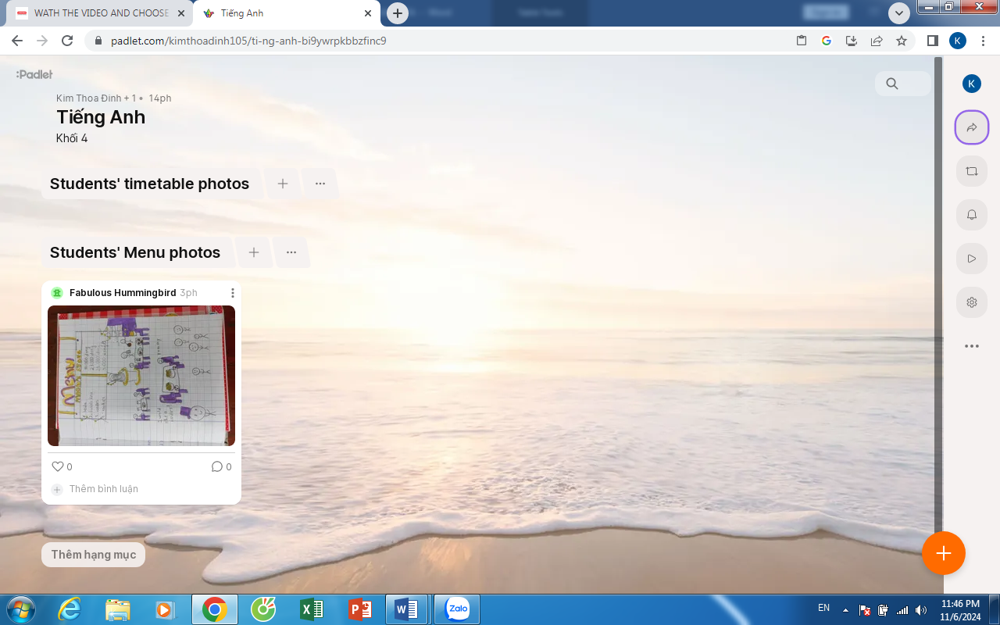 WATH THE VIDEO AND CHOOSE
Tiếng Anh
padlet.com/kimthoadinh105/ti-ng-anh-bi9ywrpkbbzfinc9
K
:Padlet
K
Kim Thoa Đinh + 1 • 14ph
Tiếng Anh
Khối 4
Students' timetable photos
Students' Menu photos
Fabulous Hummingbird 3ph
Menu
0
0
Thêm bình luận
Thêm hạng mục
Zalo
EN
11:46 PM
11/6/2024